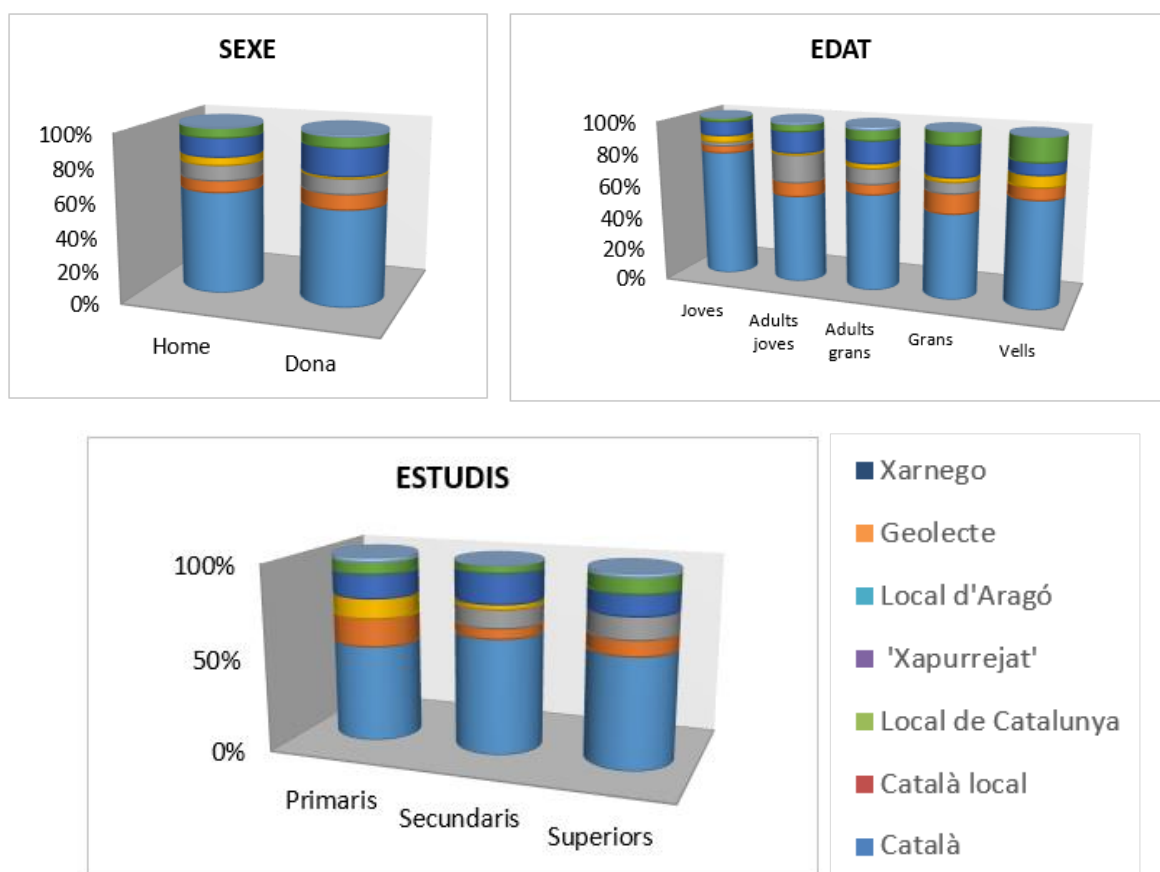 SEXE
100%
80%
60%
40%
20%
0%
Home
Dona
EDAT
100%
80%
60%
40%
20%
0%
Joves
Adults
joves
Adults
grans
Grans
Vells
ESTUDIS
100%
50%
0%
Primaris
Secundaris
Superiors
Xarnego
Geolecte
Local d'Aragó
'Xapurrejat'
Local de Catalunya
Català local
Català